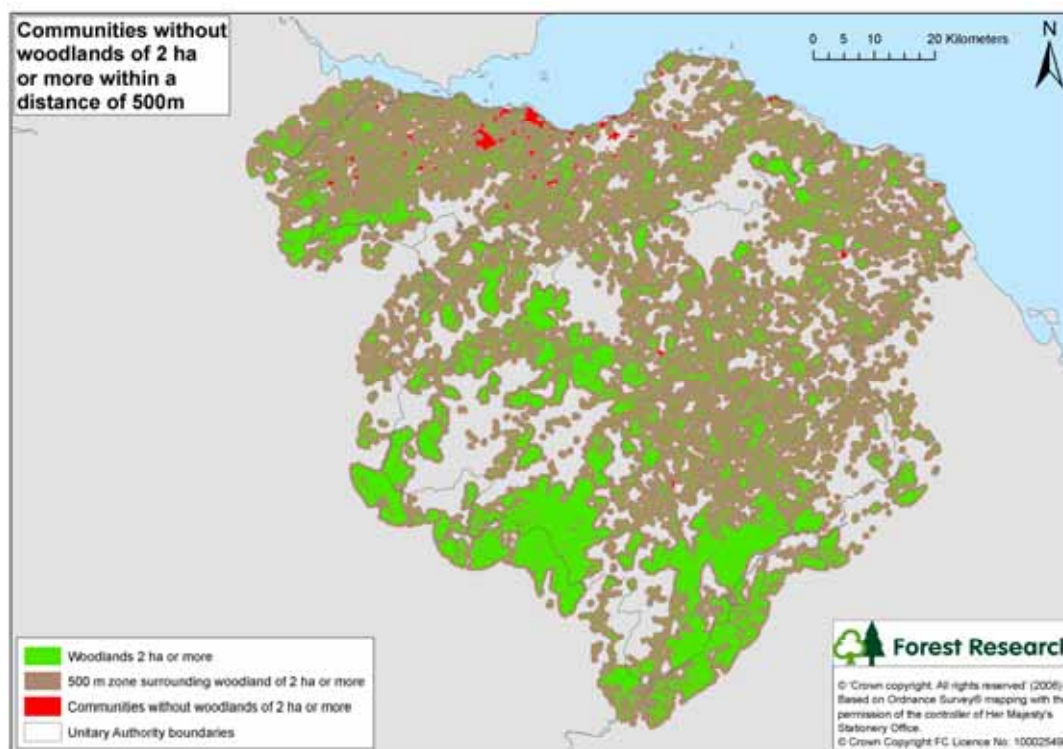 Communities without
woodlands of 2 ha
or more within a
distance of 500m
0 5 10 20 Kilometers
N
Woodlands 2 ha or more
500 m zone surrounding woodland of 2 ha or more
Communities without woodlands of 2 ha or more
Unitary Authority boundaries
Forest Research
© 'Crown copyright. All rights reserved' (2006)
Based on Ordnance Survey® mapping with the
permission of the controller of Her Majesty's
Stationery Office.
© Crown Copyright FC Licence No: 10002548